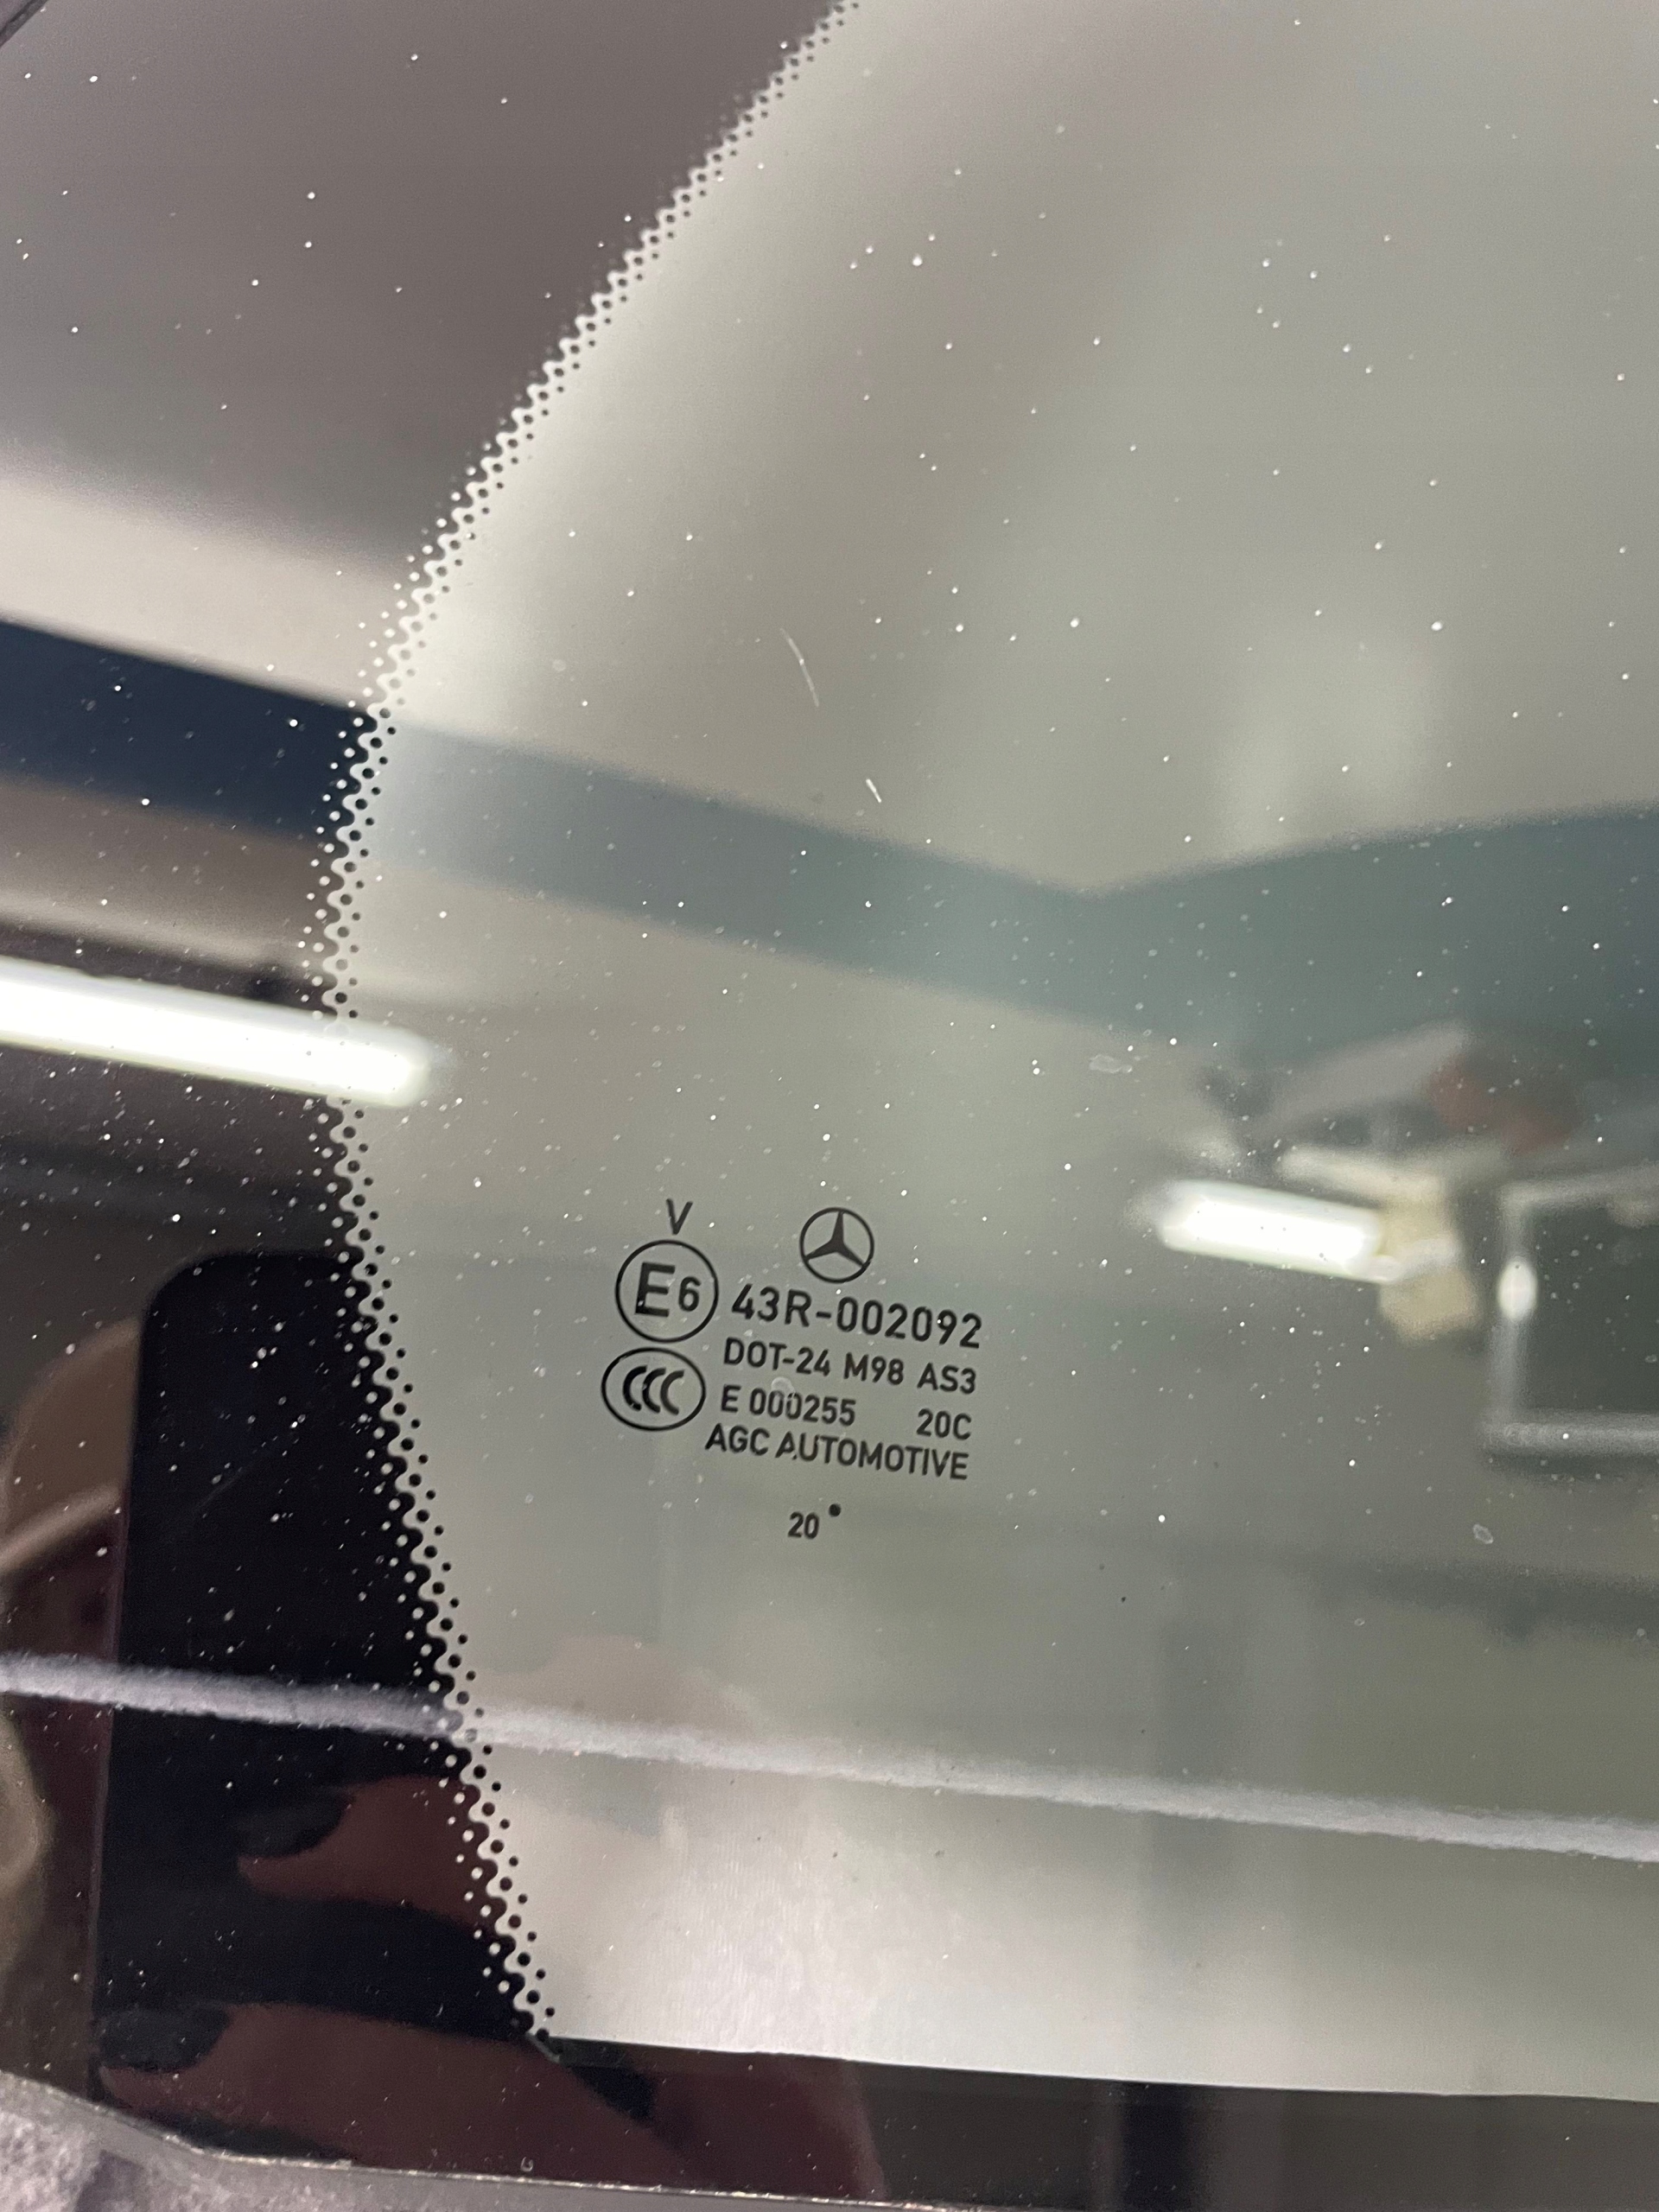 V
E6 43R-002092
DOT-24 M98 AS3
CCC E 000255 20C
AGC AUTOMOTIVE
20